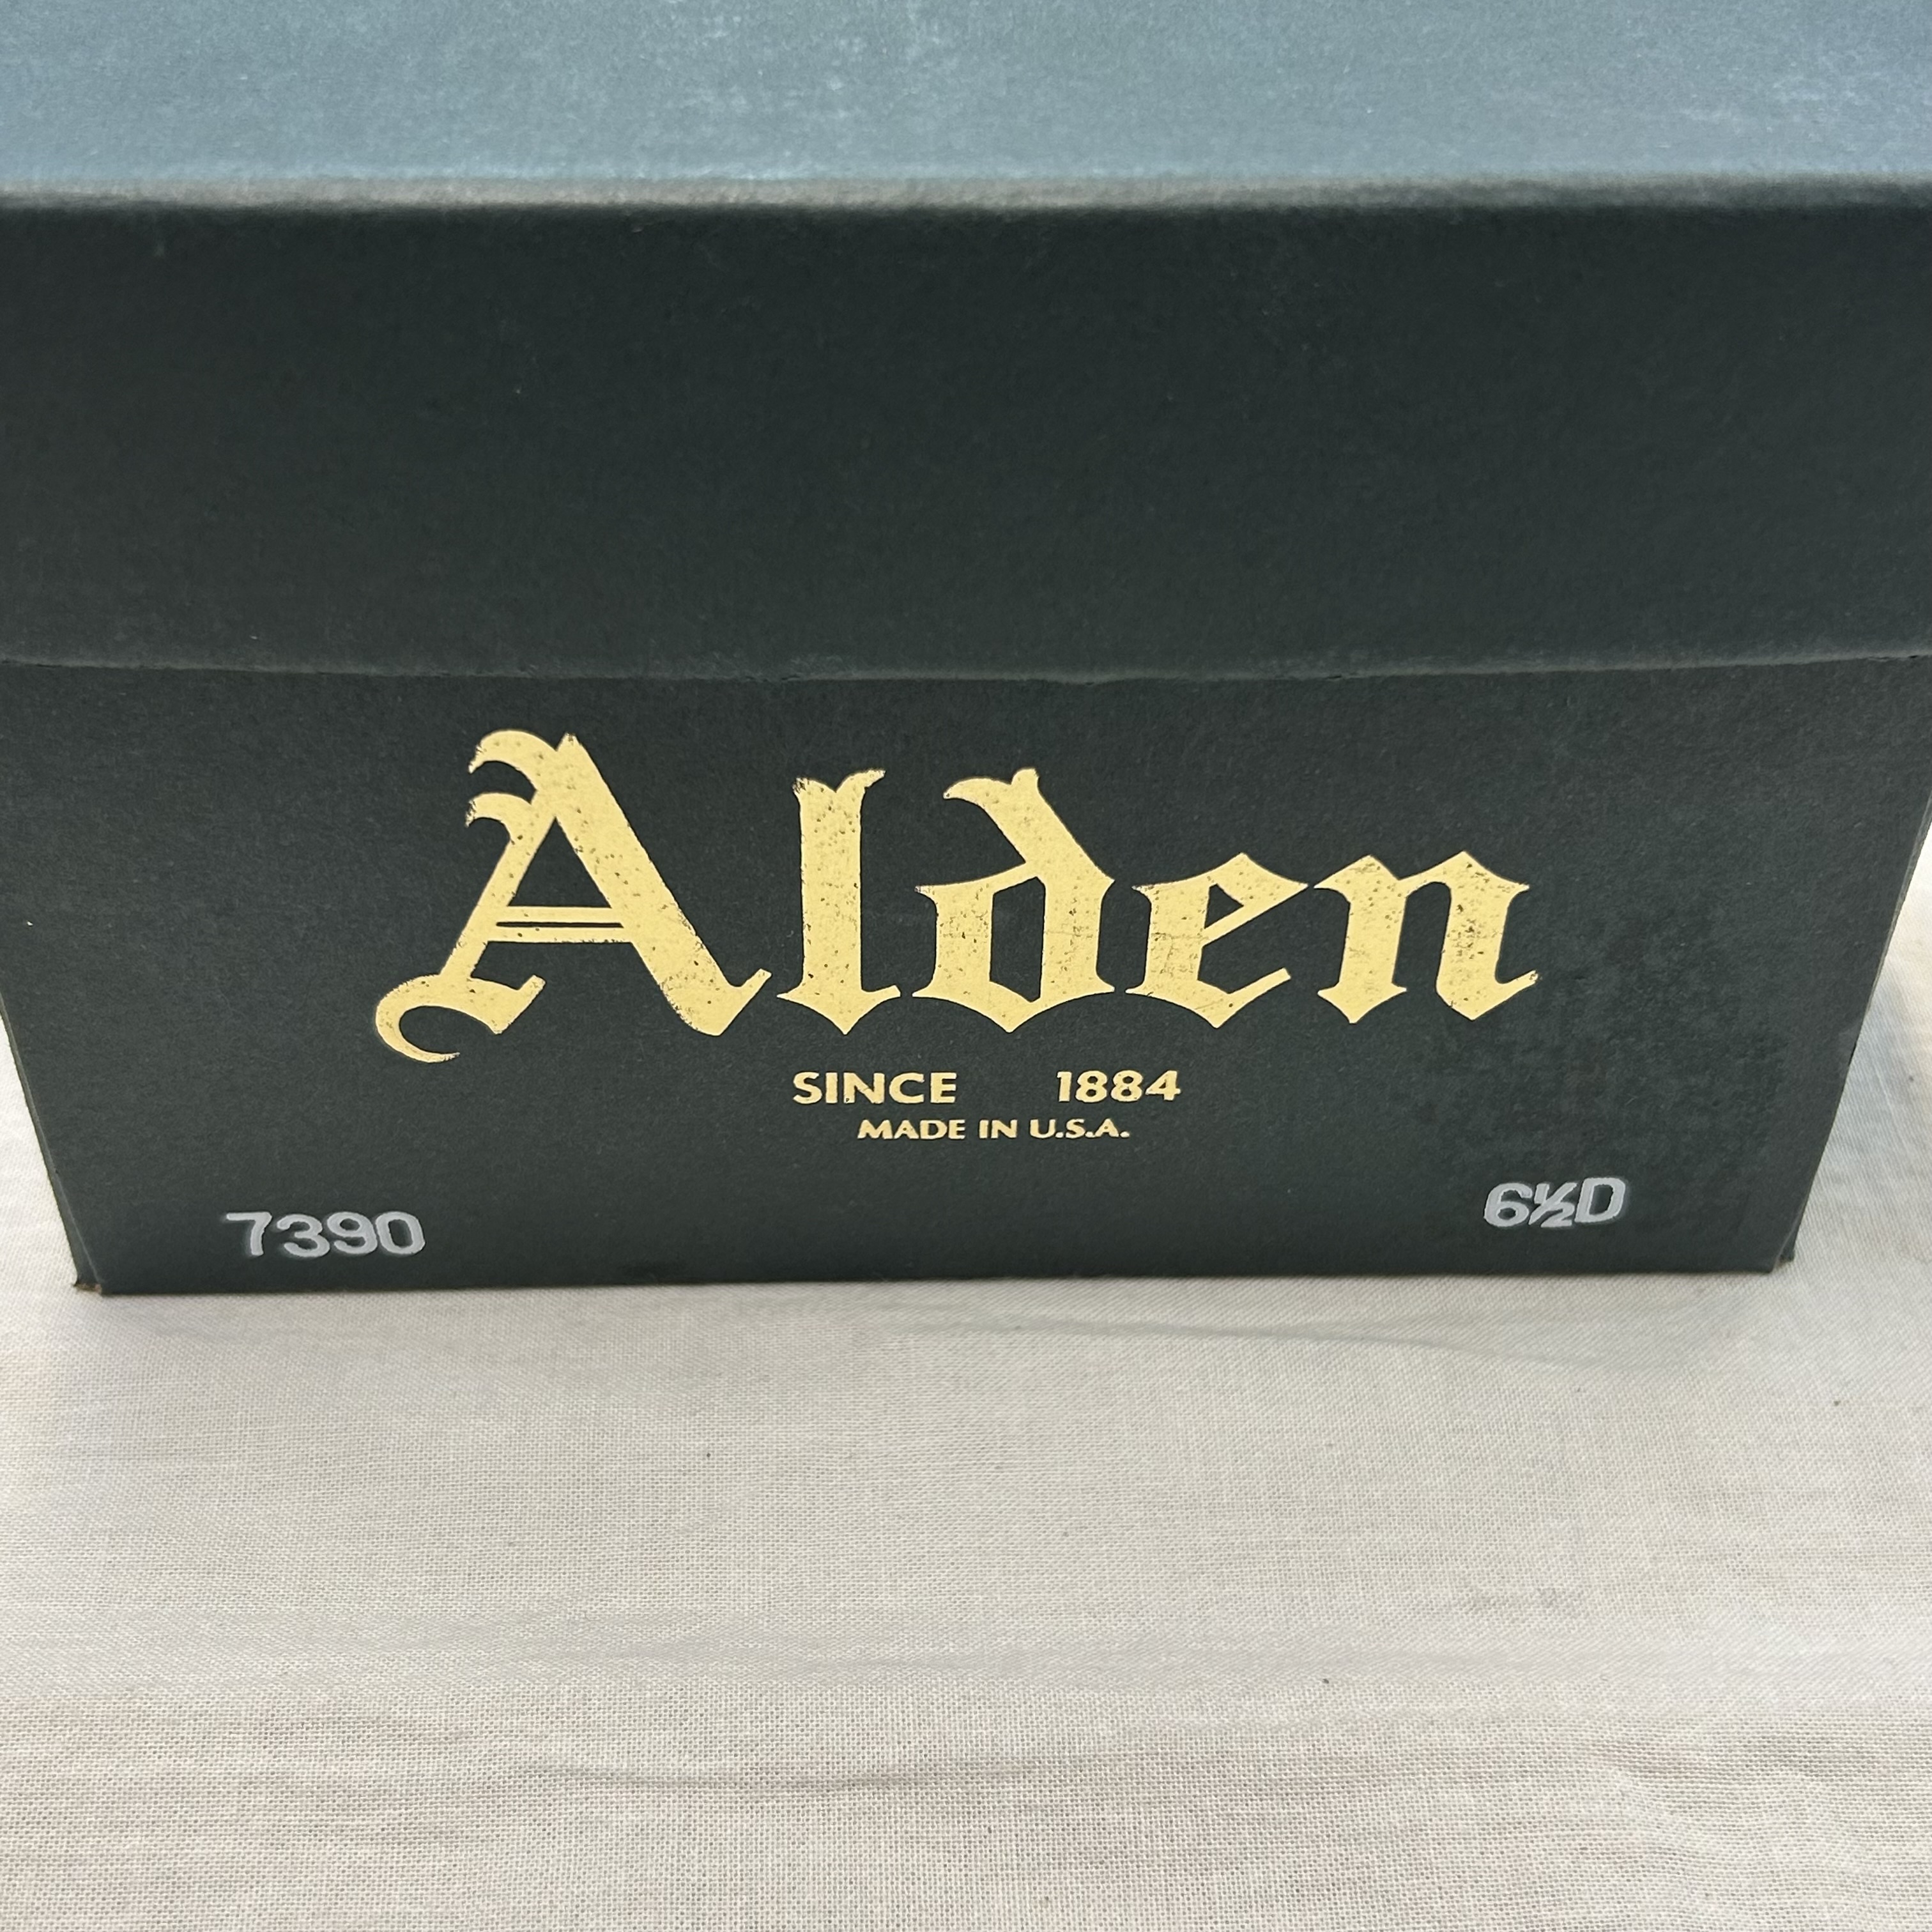 Alden
SINCE 1884
MADE IN U.S.A.
7390 6½D